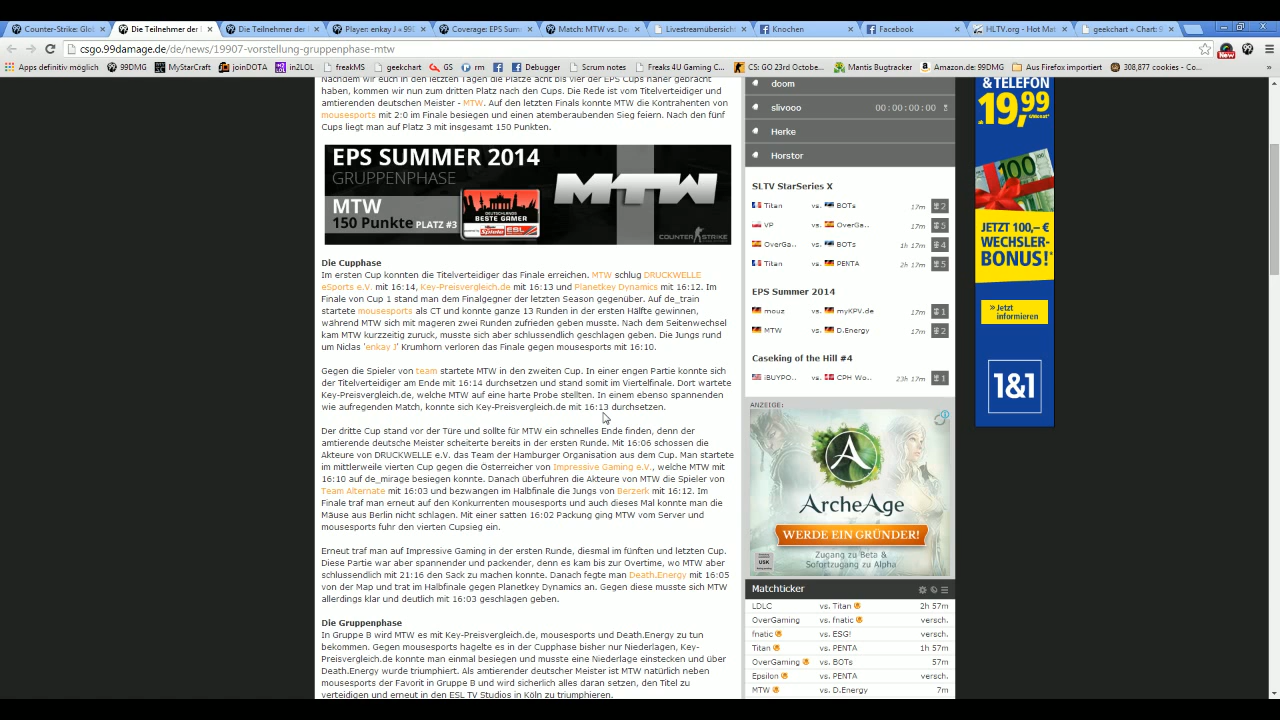 Counter-Strike: Glo
Die Teilnehmer der
Die Teilnehmer der
Player: enkay J « 99D
Coverage: EPS Sum
Match: MTW vs. De
Livestreamübersicht
Knochen
Facebook
HLTV.org - Hot Mat
geekchart » Chart: 9
csgo.99damage.de/de/news/19907-vorstellung-gruppenphase-mtw
Apps definitiv möglich
99DMG
MyStarCraft
joinDOTA
in2LOL
freakMS
geekchart
GS
rm
Debugger
Scrum notes
Freaks 4U Gaming C...
CS: GO 23rd Octobe...
Mantis Bugtracker
Amazon.de: 99DMG
Aus Firefox importiert
308,877 cookies - Co...
New
Nachdem wir euch in den letzten Tagen die Plätze acht bis vier der EPS Cups näher gebracht
haben, kommen wir nun zum dritten Platz nach den Cups. Die Rede ist vom Titelverteidiger und
amtierenden deutschen Meister - MTW. Auf den letzten Finals konnte MTW die Kontrahenten von
mousesports mit 2:0 im Finale besiegen und einen atemberaubenden Sieg feiern. Nach den fünf
Cups liegt man auf Platz 3 mit insgesamt 150 Punkten.
EPS SUMMER 2014
GRUPPENPHASE
MTW
150 Punkte PLATZ #3
DEUTSCHLANDS
BESTE GAMER
ESL
MTW
COUNTER STRIKE
Die Cupphase
Im ersten Cup konnten die Titelverteidiger das Finale erreichen. MTW schlug DRUCKWELLE
eSports e.V. mit 16:14, Key-Preisvergleich.de mit 16:13 und Planetkey Dynamics mit 16:12. Im
Finale von Cup 1 stand man dem Finalgegner der letzten Season gegenüber. Auf de_train
startete mousesports als CT und konnte ganze 13 Runden in der ersten Hälfte gewinnen,
während MTW sich mit mageren zwei Runden zufrieden geben musste. Nach dem Seitenwechsel
kam MTW kurzzeitig zuruck, musste sich aber schlussendlich geschlagen geben. Die Jungs rund
um Niclas 'enkay J' Krumhorn verloren das Finale gegen mousesports mit 16:10.
Gegen die Spieler von team startete MTW in den zweiten Cup. In einer engen Partie konnte sich
der Titelverteidiger am Ende mit 16:14 durchsetzen und stand somit im Viertelfinale. Dort wartete
Key-Preisvergleich.de, welche MTW auf eine harte Probe stellten. In einem ebenso spannenden
wie aufregenden Match, konnte sich Key-Preisvergleich.de mit 16:13 durchsetzen.
Der dritte Cup stand vor der Türe und sollte für MTW ein schnelles Ende finden, denn der
amtierende deutsche Meister scheiterte bereits in der ersten Runde. Mit 16:06 schossen die
Akteure von DRUCKWELLE e.V. das Team der Hamburger Organisation aus dem Cup. Man startete
im mittlerweile vierten Cup gegen die Österreicher von Impressive Gaming e.V., welche MTW mit
16:10 auf de_mirage besiegen konnte. Danach überfuhren die Akteure von MTW die Spieler von
Team Alternate mit 16:03 und bezwangen im Halbfinale die Jungs von Berzerk mit 16:12. Im
Finale traf man erneut auf den Konkurrenten mousesports und auch dieses Mal konnte man die
Mäuse aus Berlin nicht schlagen. Mit einer satten 16:02 Packung ging MTW vom Server und
mousesports fuhr den vierten Cupsieg ein.
Erneut traf man auf Impressive Gaming in der ersten Runde, diesmal im fünften und letzten Cup.
Diese Partie war aber spannender und packender, denn es kam bis zur Overtime, wo MTW aber
schlussendlich mit 21:16 den Sack zu machen konnte. Danach fegte man Death.Energy mit 16:05
von der Map und trat im Halbfinale gegen Planetkey Dynamics an. Gegen diese musste sich MTW
allerdings klar und deutlich mit 16:03 geschlagen geben.
Die Gruppenphase
In Gruppe B wird MTW es mit Key-Preisvergleich.de, mousesports und Death.Energy zu tun
bekommen. Gegen mousesports hagelte es in der Cupphase bisher nur Niederlagen, Key-
Preisvergleich.de konnte man einmal besiegen und musste eine Niederlage einstecken und über
Death.Energy wurde triumphiert. Als amtierender deutscher Meister ist MTW natürlich neben
mousesports der Favorit in Gruppe B und wird sicherlich alles daran setzen, den Titel zu
verteidigen und erneut in den ESL TV Studios in Köln zu triumphieren.
doom
slivooo 00:00:00:00
Herke
Horstor
SLTV StarSeries X
Titan vs. BOTs 17m 2
VP vs. OverGa.. 17m 5
OverGa.. vs. BOTs 1h 17m 4
Titan vs. PENTA 2h 17m 5
EPS Summer 2014
mouz vs. myKPV.de 17m 1
MTW vs. D.Energy 17m 2
Caseking of the Hill #4
iBUYPO.. vs. CPH Wo.. 23h 17m 1
ANZEIGE:
ArcheAge
WERDE EIN GRÜNDER!
Zugang zu Beta &
Sofortzugang zu Alpha
USK
Matchticker
LDLC vs. Titan 2h 57m
OverGaming vs. fnatic versch.
fnatic vs. ESG! versch.
Titan vs. PENTA 1h 57m
OverGaming vs. BOTs 57m
Epsilon vs. PENTA versch.
MTW vs. D.Energy 7m
& TELEFON
19,99
€/Monat*
100
JETZT 100,– €
WECHSLER-
BONUS!*
» Jetzt
informieren
1&1